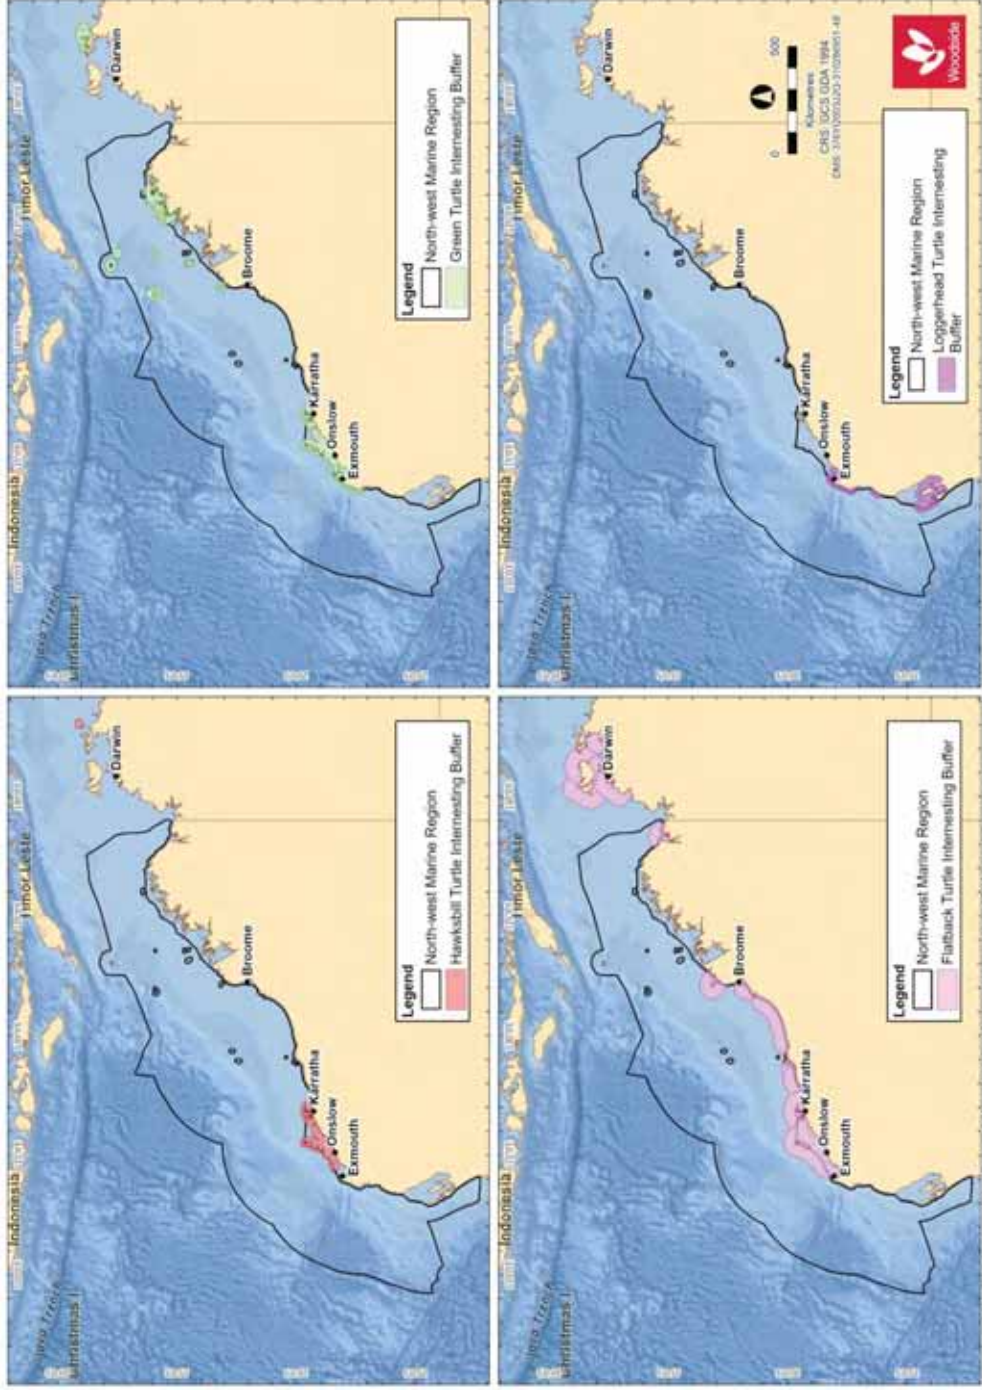 Indonesia
Timor Leste
Christmas I.
Darwin
Broome
Karratha
Onslow
Exmouth
Legend
North-west Marine Region
Hawksbill Turtle Internesting Buffer
Indonesia
Timor Leste
Christmas I.
Darwin
Broome
Karratha
Onslow
Exmouth
Legend
North-west Marine Region
Green Turtle Internesting Buffer
Indonesia
Timor Leste
Christmas I.
Darwin
Broome
Karratha
Onslow
Exmouth
Legend
North-west Marine Region
Flatback Turtle Internesting Buffer
Indonesia
Timor Leste
Christmas I.
Darwin
Broome
Karratha
Onslow
Exmouth
0 500
Kilometres
CRS: GCS GDA 1994
Legend
North-west Marine Region
Loggerhead Turtle Internesting
Buffer
Woodside